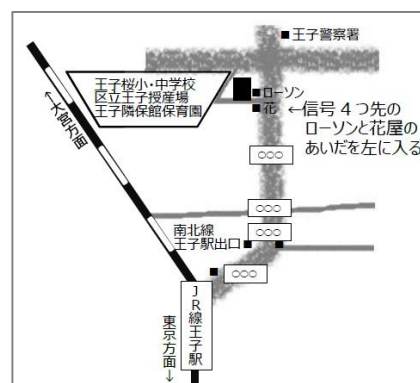 ■王子警察署
王子桜小・中学校
区立王子授産場
王子隣保館保育園
■ローソン
■花
←信号４つ先の
ローソンと花屋の
あいだを左に入る
←大宮方面
○○○
○○○
南北線
王子駅出口■
○○○
○○○
ＪＲ線王子駅
東京方面→